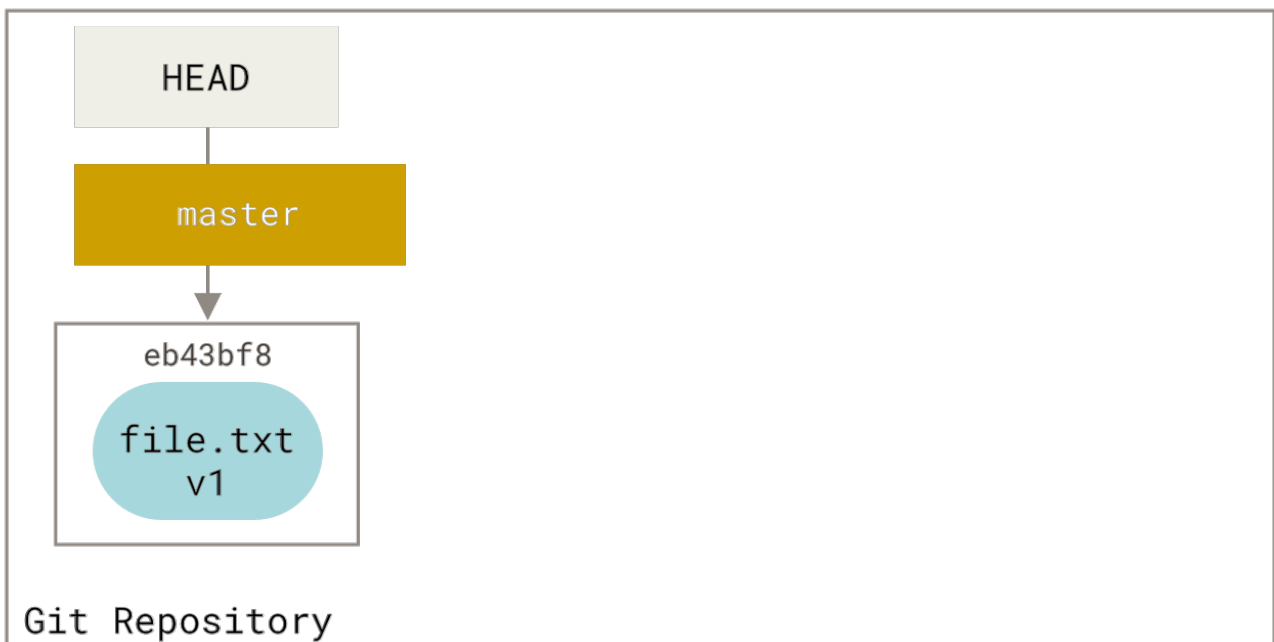 HEAD
master
eb43bf8
file.txt
v1
Git Repository